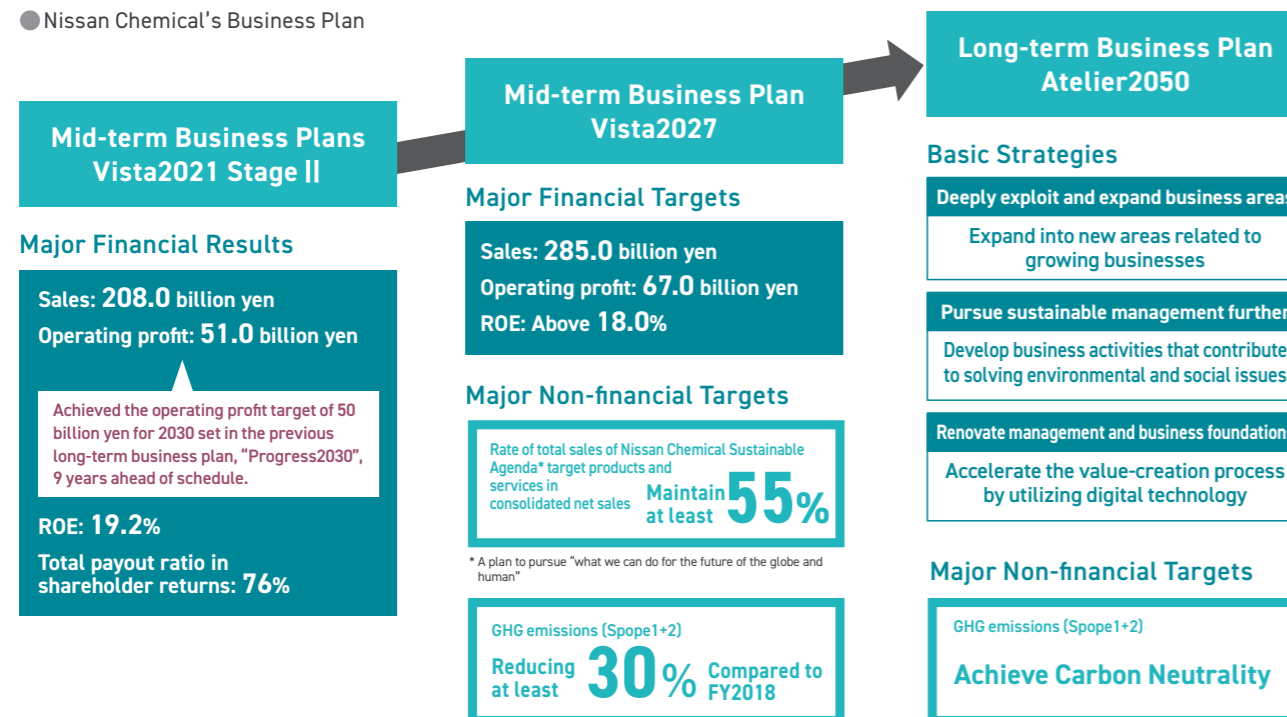 Nissan Chemical's Business Plan
Mid-term Business Plans
Vista2021 Stage II
Major Financial Results
Sales: 208.0 billion yen
Operating profit: 51.0 billion yen
Achieved the operating profit target of 50
billion yen for 2030 set in the previous
long-term business plan, "Progress2030",
9 years ahead of schedule.
ROE: 19.2%
Total payout ratio in
shareholder returns: 76%
Mid-term Business Plan
Vista2027
Major Financial Targets
Sales: 285.0 billion yen
Operating profit: 67.0 billion yen
ROE: Above 18.0%
Major Non-financial Targets
Rate of total sales of Nissan Chemical Sustainable
Agenda* target products and
services in
consolidated net sales
Maintain
at least
55%
* A plan to pursue "what we can do for the future of the globe and
human"
GHG emissions (Spope1+2)
Reducing
at least
30%
Compared to
FY2018
Long-term Business Plan
Atelier2050
Basic Strategies
Deeply exploit and expand business areas
Expand into new areas related to
growing businesses
Pursue sustainable management further
Develop business activities that contribute
to solving environmental and social issues
Renovate management and business foundation
Accelerate the value-creation process
by utilizing digital technology
Major Non-financial Targets
GHG emissions (Spope1+2)
Achieve Carbon Neutrality